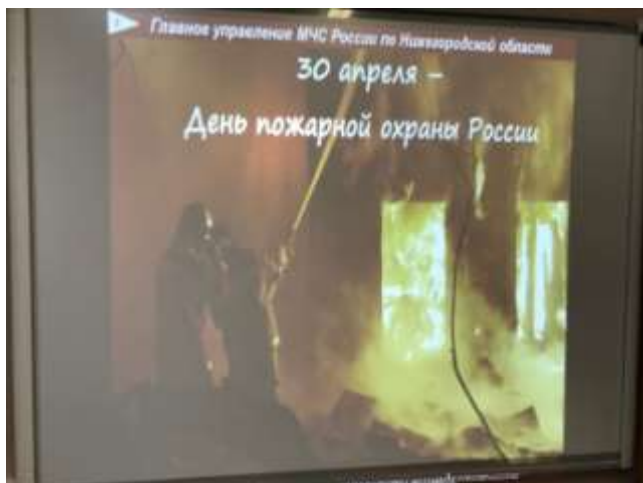 Главное управление МЧС России по Нижегородской области
30 апреля –
День пожарной охраны России